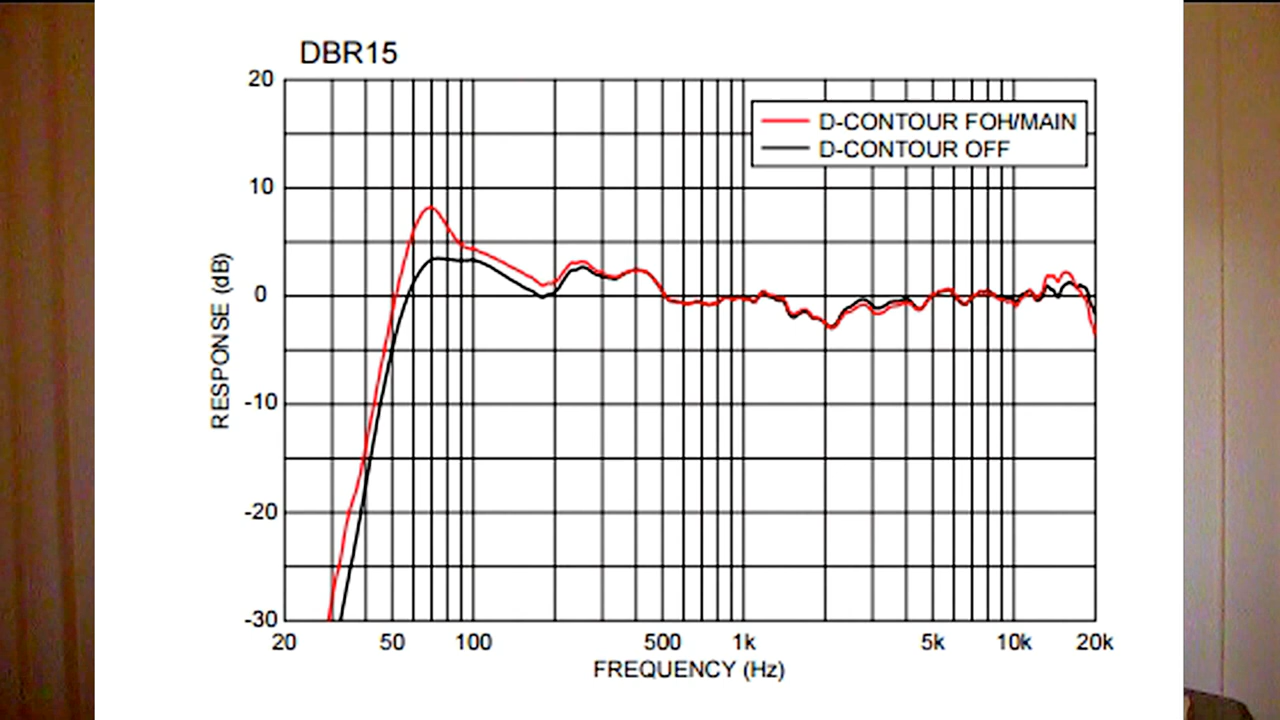 DBR15
20
10
0
-10
-20
-30
RESPONSE (dB)
D-CONTOUR FOH/MAIN
D-CONTOUR OFF
20 50 100 500 1k 5k 10k 20k
FREQUENCY (Hz)